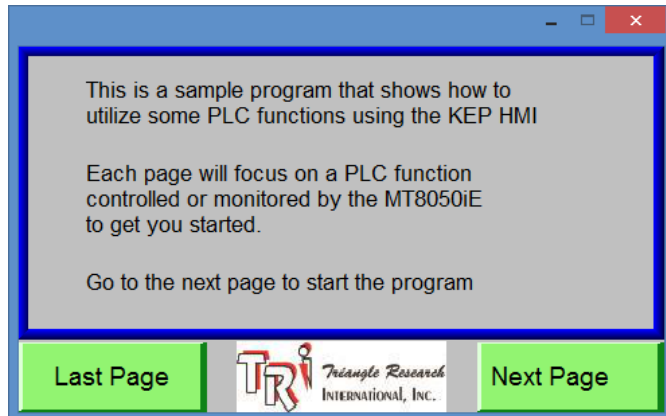 This is a sample program that shows how to
utilize some PLC functions using the KEP HMI
Each page will focus on a PLC function
controlled or monitored by the MT8050iE
to get you started.
Go to the next page to start the program
Last Page
TRi
Triangle Research
INTERNATIONAL, INC.
Next Page